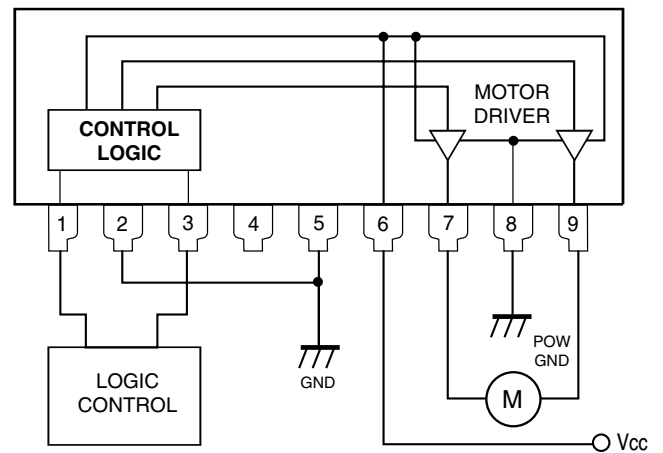 MOTOR
DRIVER
CONTROL
LOGIC
1 2 3 4 5 6 7 8 9
GND
POW
GND
LOGIC
CONTROL
M
Vcc